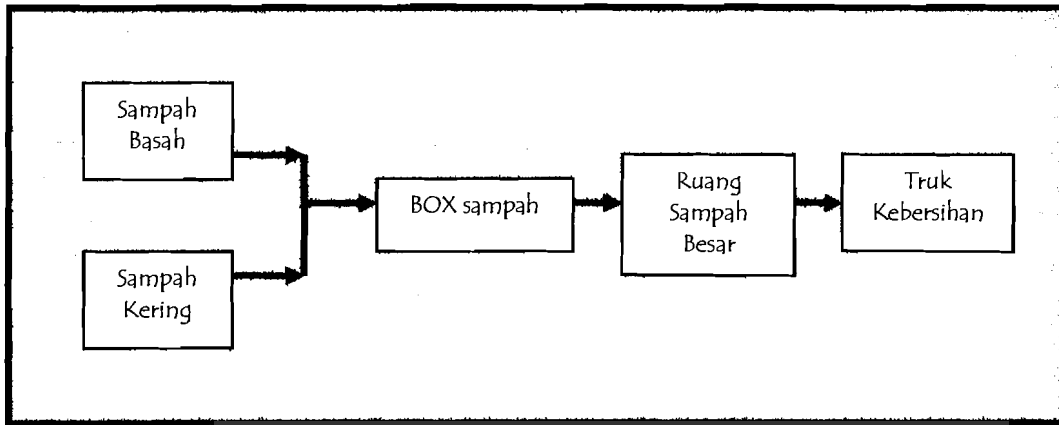 Sampah
Basah
Sampah
Kering
BOX sampah
Ruang
Sampah
Besar
Truk
Kebersihan